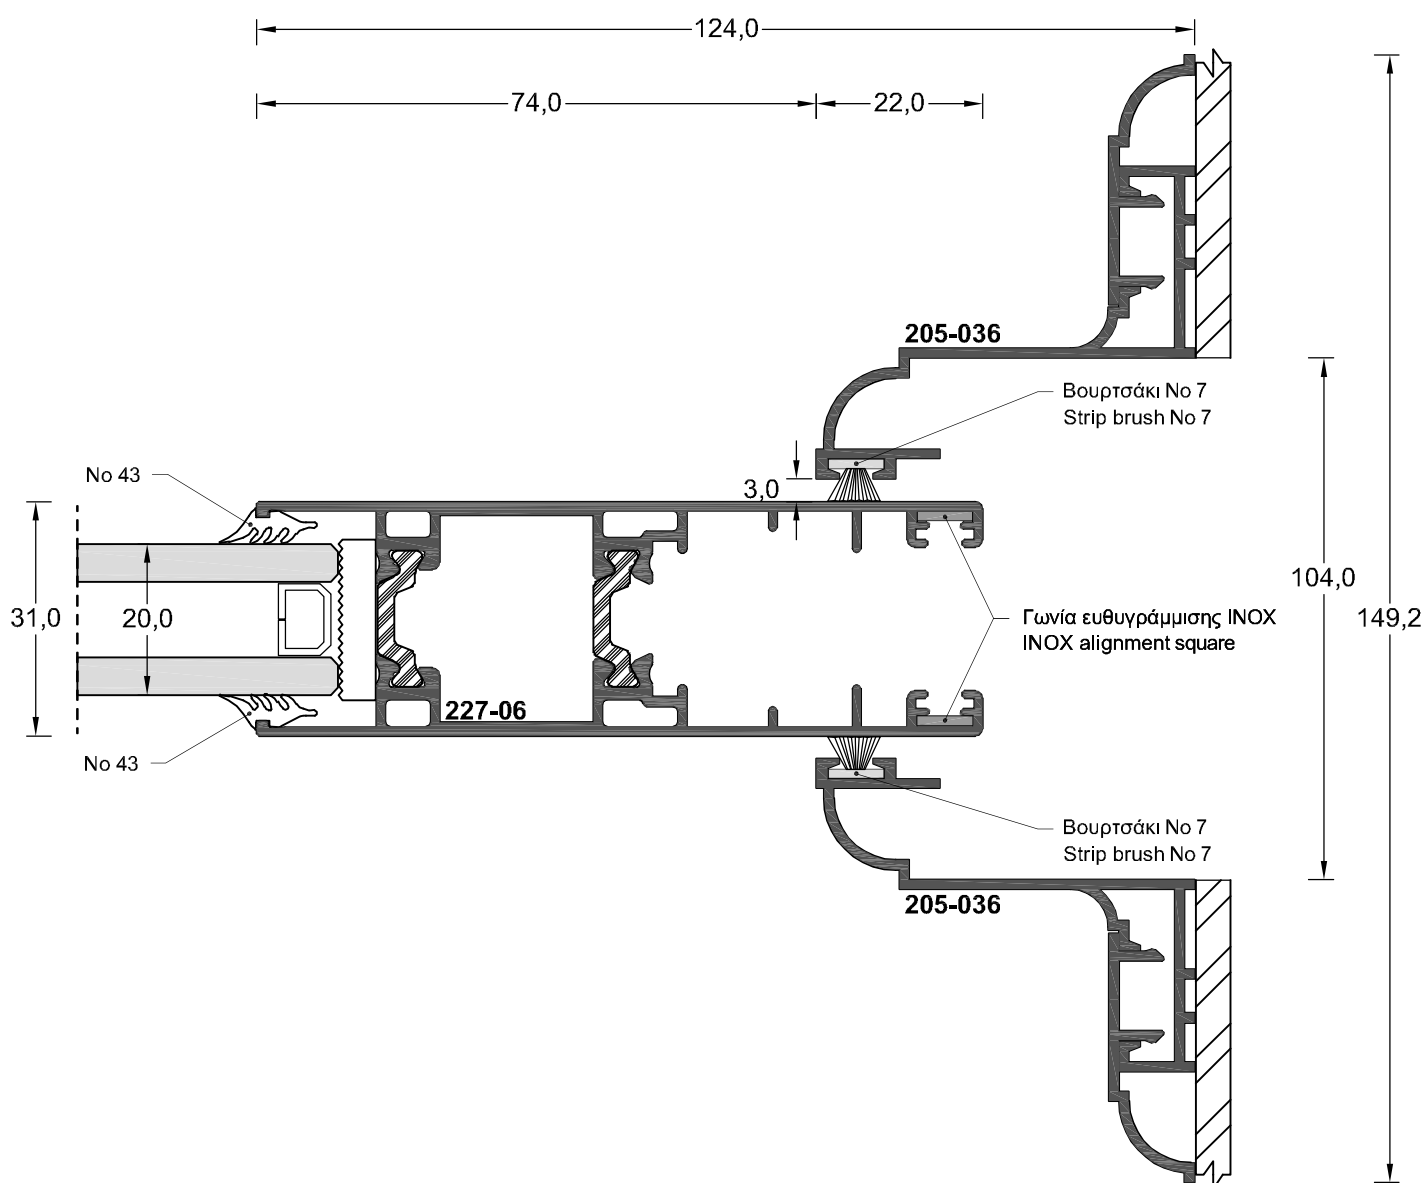 124,0
74,0
22,0
205-036
Βουρτσάκι No 7
Strip brush No 7
No 43
3,0
31,0
20,0
104,0
149,2
Γωνία ευθυγράμμισης INOX
INOX alignment square
227-06
No 43
Βουρτσάκι No 7
Strip brush No 7
205-036